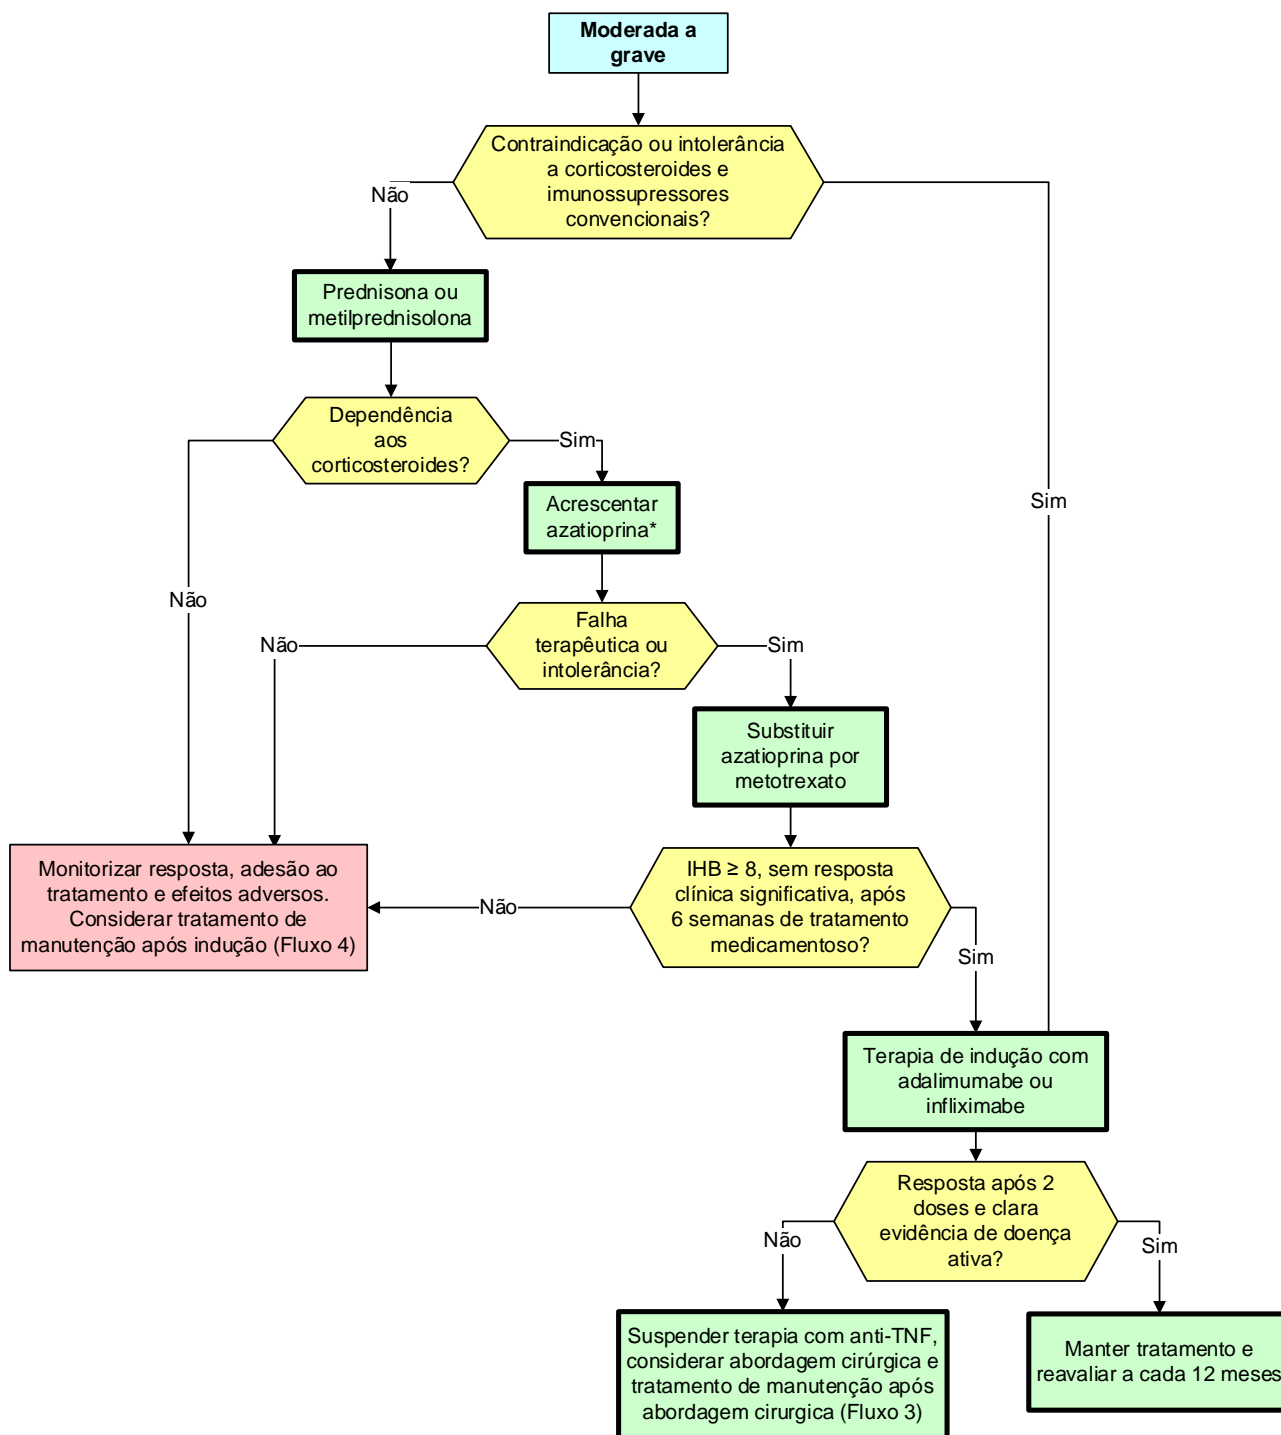 Moderada a
grave
Contraindicação ou intolerância
a corticosteroides e
imunossupressores
convencionais?
Não
Prednisona ou
metilprednisolona
Dependência
aos
corticosteroides?
Sim
Acrescentar
azatioprina*
Sim
Não
Falha
terapêutica ou
intolerância?
Não
Sim
Substituir
azatioprina por
metotrexato
Monitorizar resposta, adesão ao
tratamento e efeitos adversos.
Considerar tratamento de
manutenção após indução (Fluxo 4)
Não
IHB ≥ 8, sem resposta
clínica significativa, após
6 semanas de tratamento
medicamentoso?
Sim
Terapia de indução com
adalimumabe ou
infliximabe
Resposta após 2
doses e clara
evidência de doença
ativa?
Não
Sim
Suspender terapia com anti-TNF,
considerar abordagem cirúrgica e
tratamento de manutenção após
abordagem cirurgica (Fluxo 3)
Manter tratamento e
reavaliar a cada 12 meses